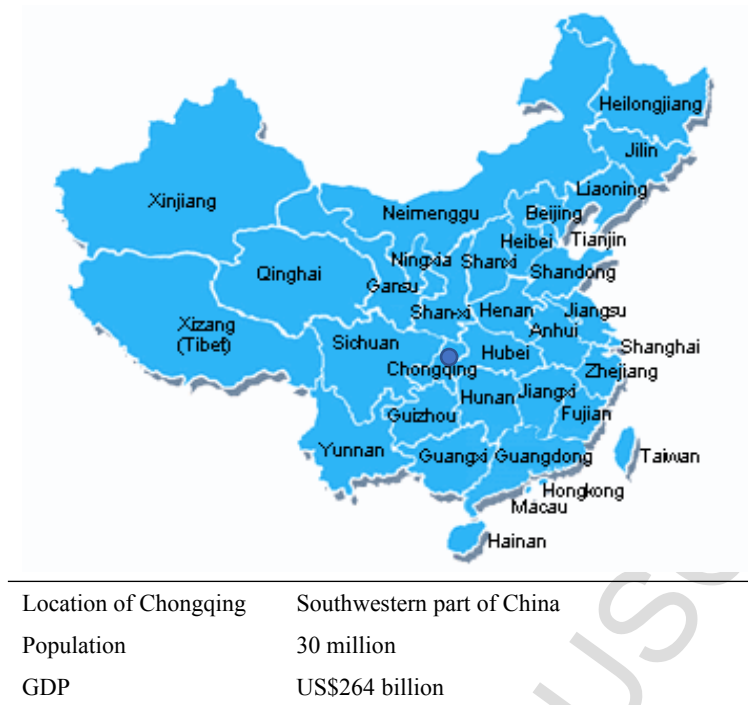 Heilongjiang
Jilin
Liaoning
Xinjiang
Neimenggu
Beijing
Heibei
Tianjin
Ningxia
Shanxi
Shandong
Qinghai
Gansu
Shan-xi
Henan
Jiangsu
Xizang
(Tibet)
Anhui
Sichuan
Hubei
Shanghai
Chongqing
Zhejiang
Hunan
Jiangxi
Guizhou
Fujian
Yunnan
Guangxi
Guangdong
Taiwan
Hongkong
Macau
Hainan
Location of Chongqing Southwestern part of China
Population 30 million
GDP US$264 billion